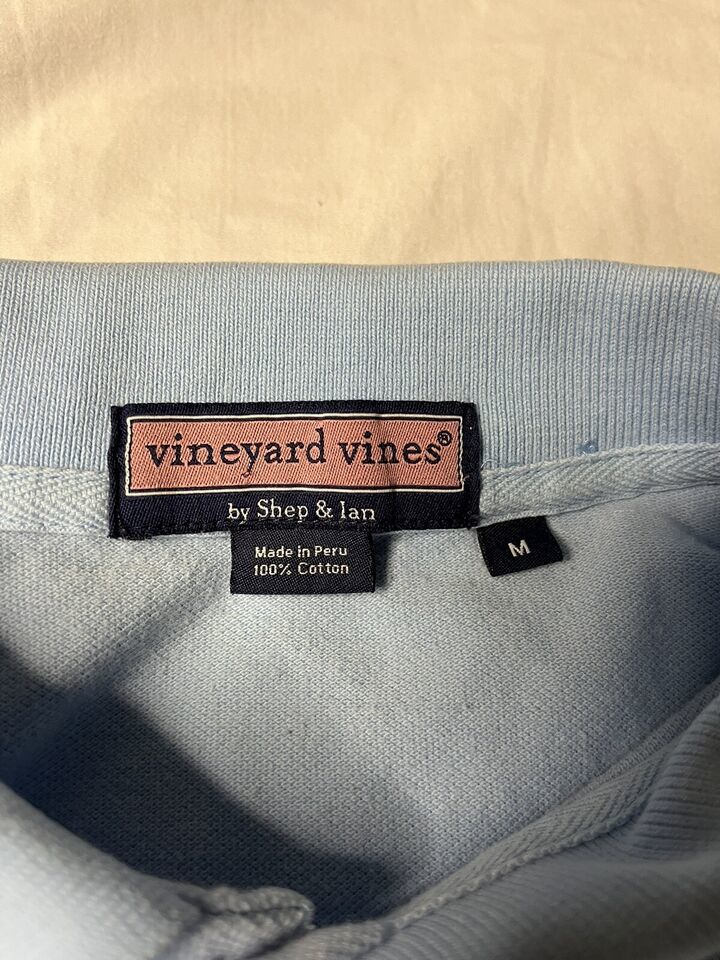 vineyard vines®
by Shep & Ian
Made in Peru
100% Cotton
M